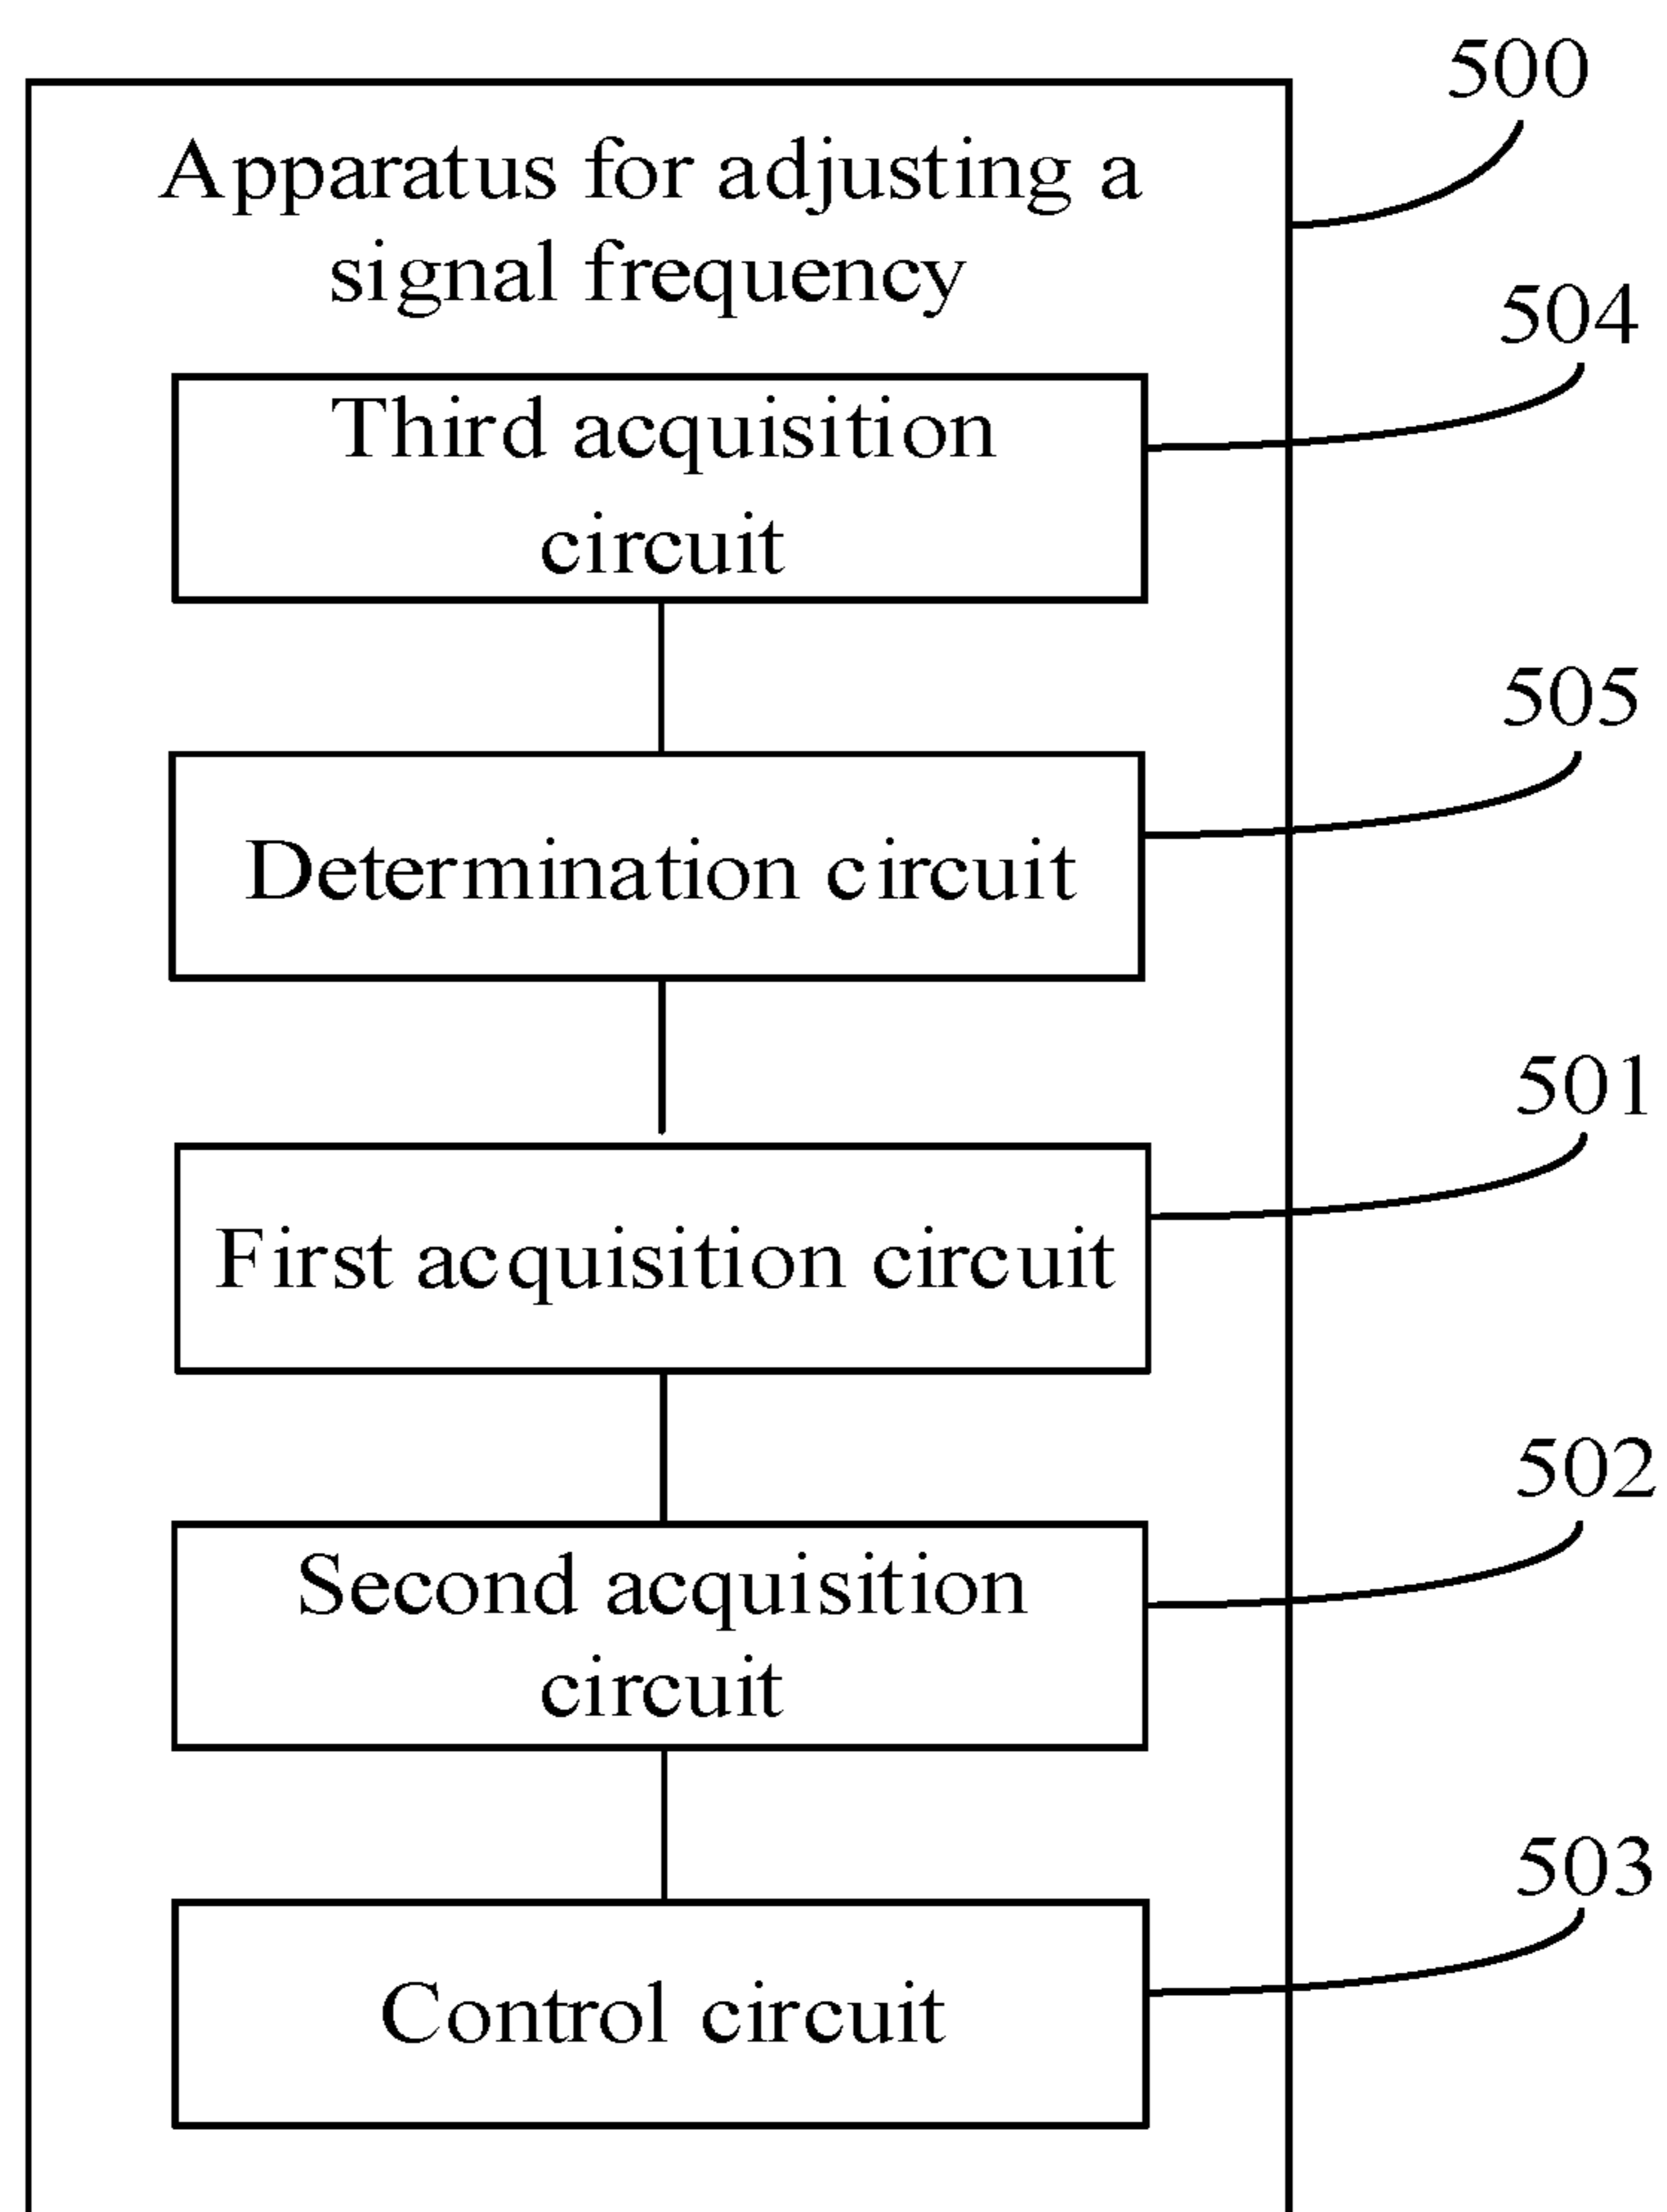 500
Apparatus for adjusting a
signal frequency
504
Third acquisition
circuit
505
Determination circuit
501
First acquisition circuit
502
Second acquisition
circuit
503
Control circuit